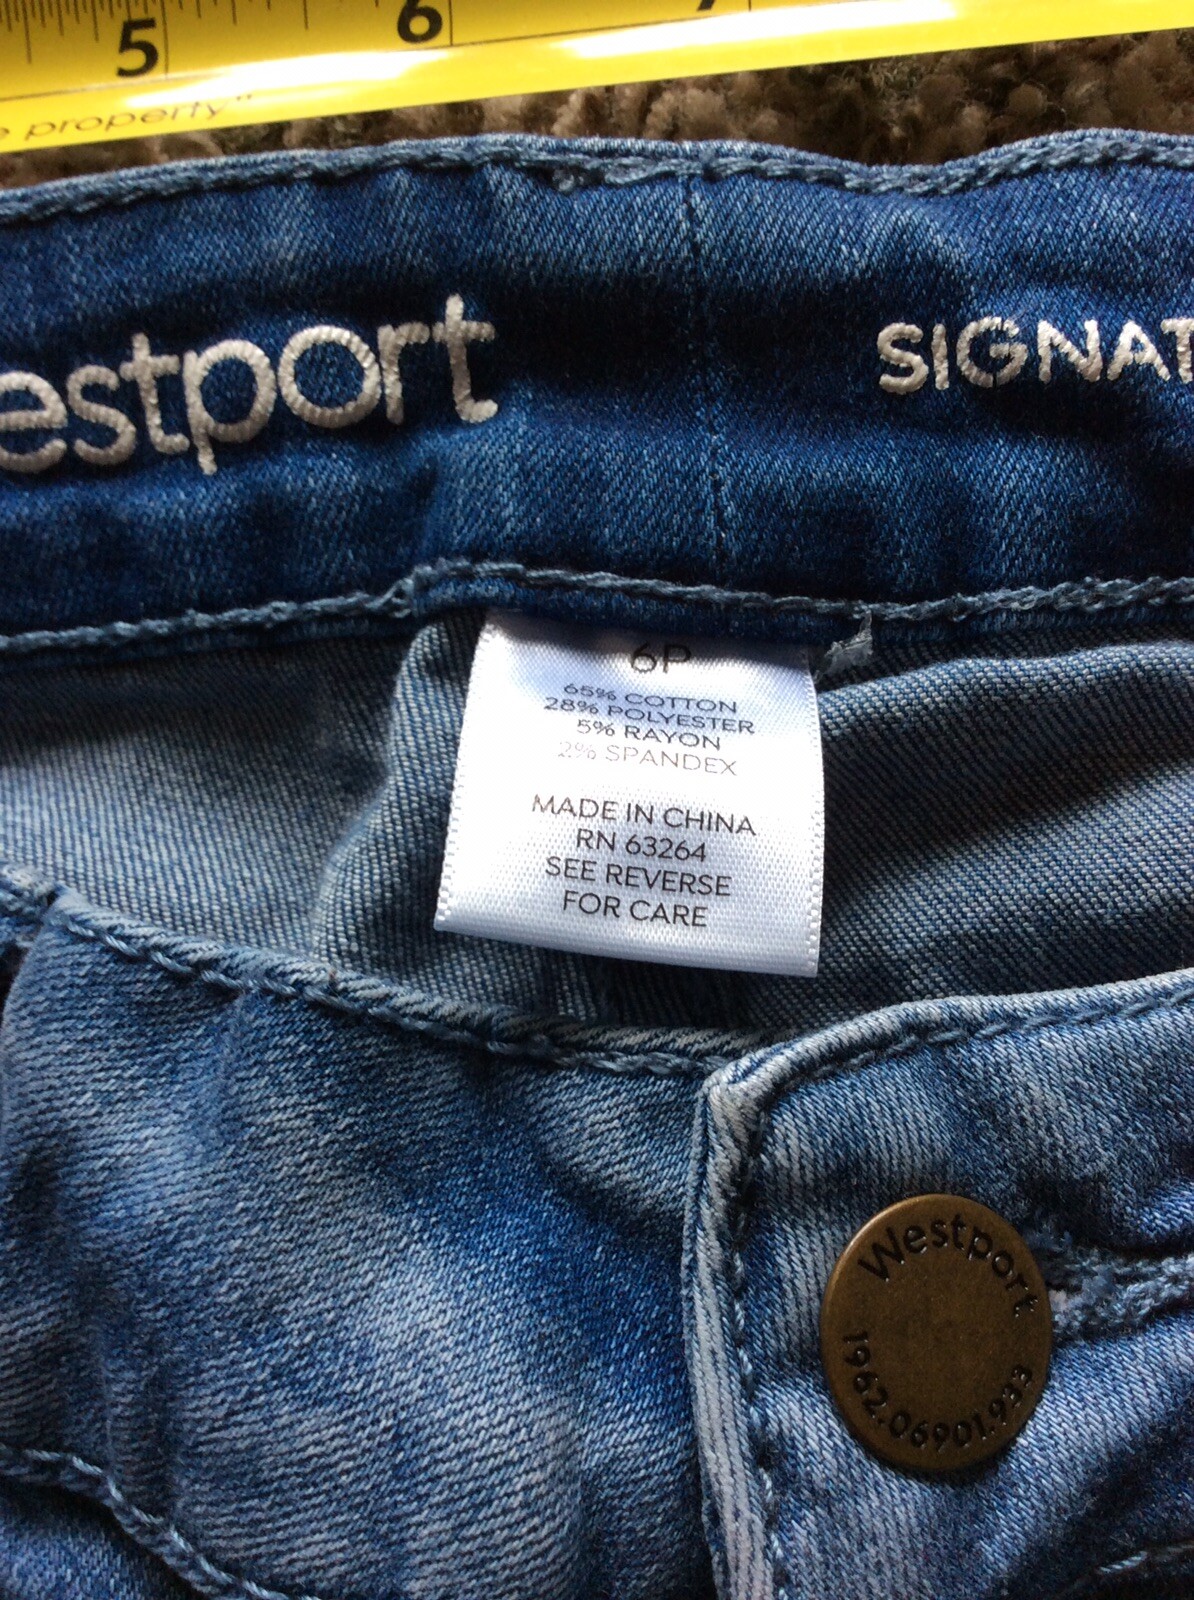 5 6 7
e property"
estport
SIGNAT
6P
65% COTTON
28% POLYESTER
5% RAYON
2% SPANDEX
MADE IN CHINA
RN 63264
SEE REVERSE
FOR CARE
Westport
1962.06901.933